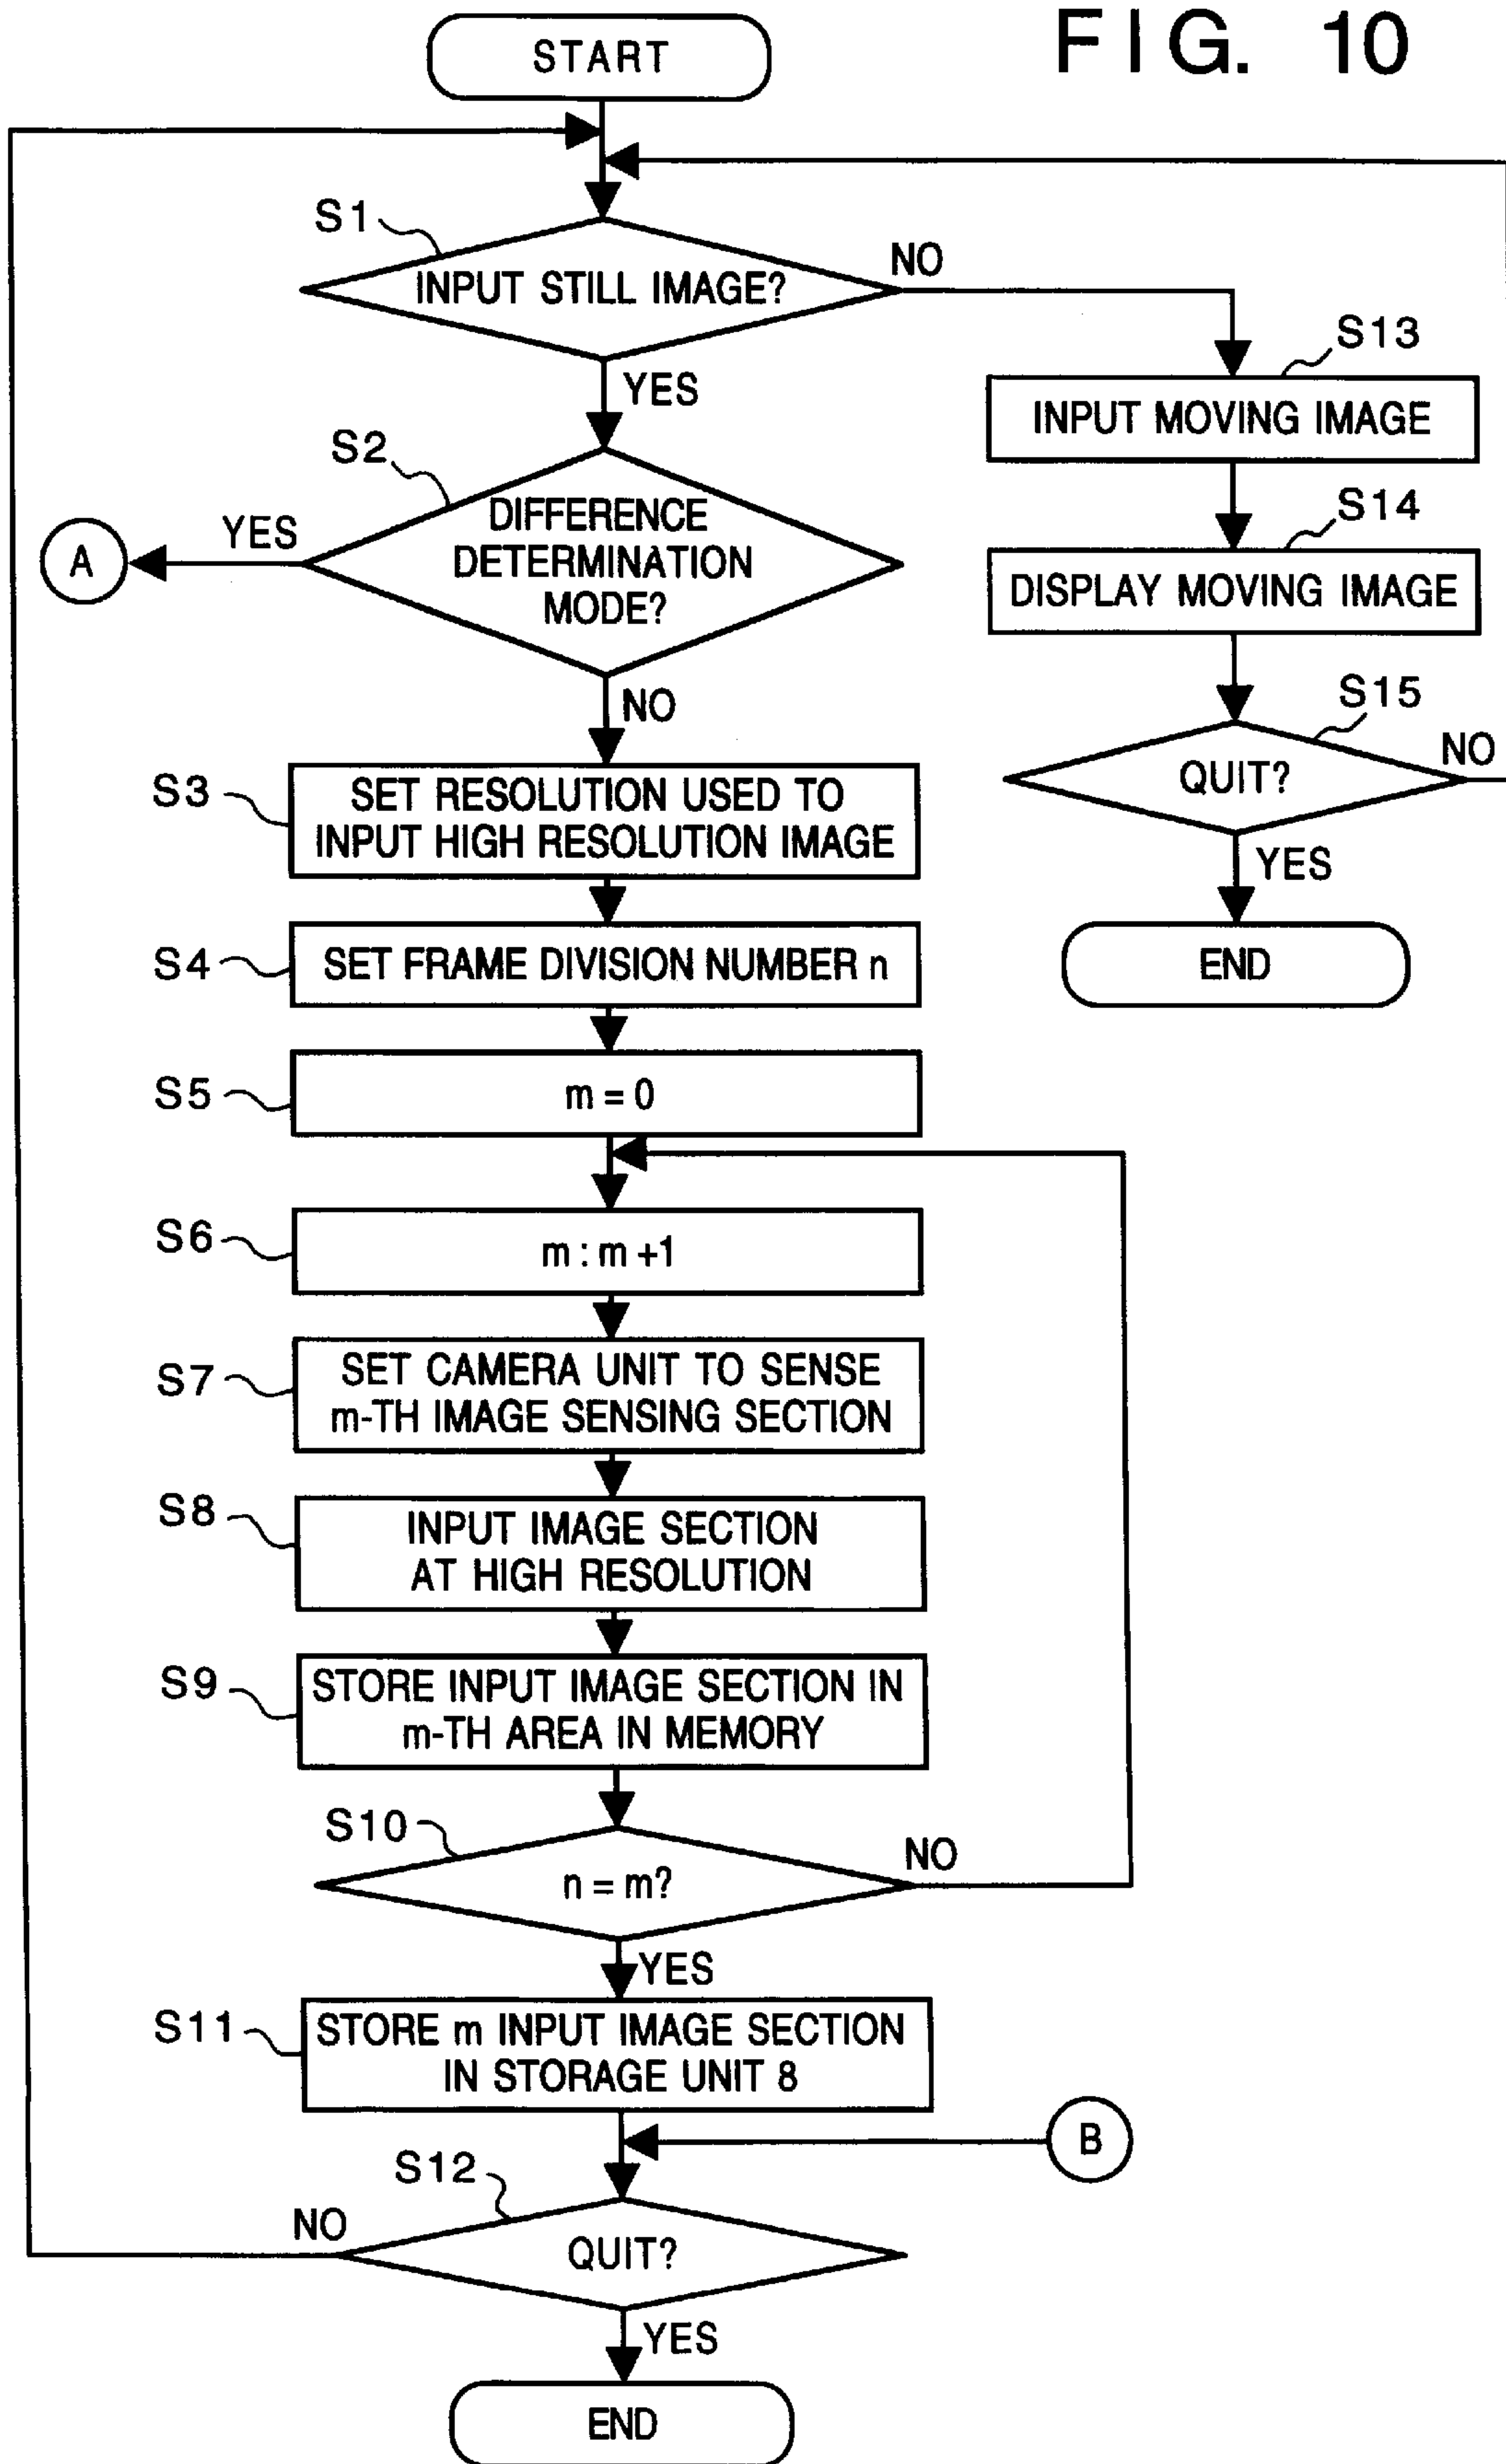 FIG. 10
START
S1
INPUT STILL IMAGE?
NO
YES
S13
INPUT MOVING IMAGE
S2
DIFFERENCE
DETERMINATION
MODE?
YES
A
NO
S14
DISPLAY MOVING IMAGE
S15
QUIT?
NO
YES
END
S3
SET RESOLUTION USED TO
INPUT HIGH RESOLUTION IMAGE
S4
SET FRAME DIVISION NUMBER n
S5
m = 0
S6
m : m +1
S7
SET CAMERA UNIT TO SENSE
m-TH IMAGE SENSING SECTION
S8
INPUT IMAGE SECTION
AT HIGH RESOLUTION
S9
STORE INPUT IMAGE SECTION IN
m-TH AREA IN MEMORY
S10
n = m?
NO
YES
S11
STORE m INPUT IMAGE SECTION
IN STORAGE UNIT 8
B
S12
QUIT?
NO
YES
END